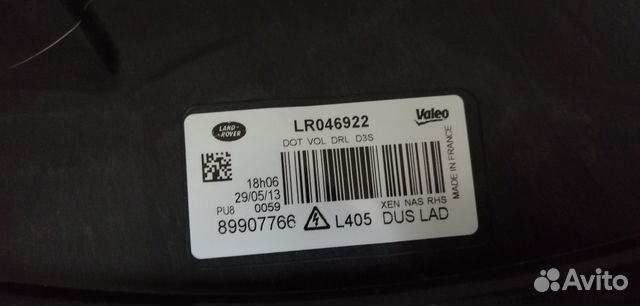 LAND-
ROVER
LR046922
Valeo
DOT VOL DRL D3S
18h06
29/05/13
PU8 0059
XEN NAS RHS
89907766 L405 DUS LAD
MADE IN FRANCE
Avito